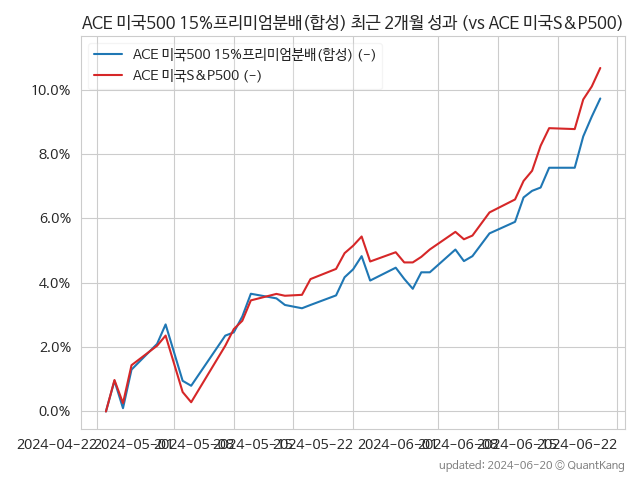 ACE 미국500 15%프리미엄분배(합성) 최근 2개월 성과 (vs ACE 미국S&P500)
ACE 미국500 15%프리미엄분배(합성) (-)
ACE 미국S&P500 (-)
10.0%
8.0%
6.0%
4.0%
2.0%
0.0%
2024-04-22 2024-05-01 2024-05-08 2024-05-15 2024-05-22 2024-06-01 2024-06-08 2024-06-15 2024-06-22
updated: 2024-06-20 © QuantKang